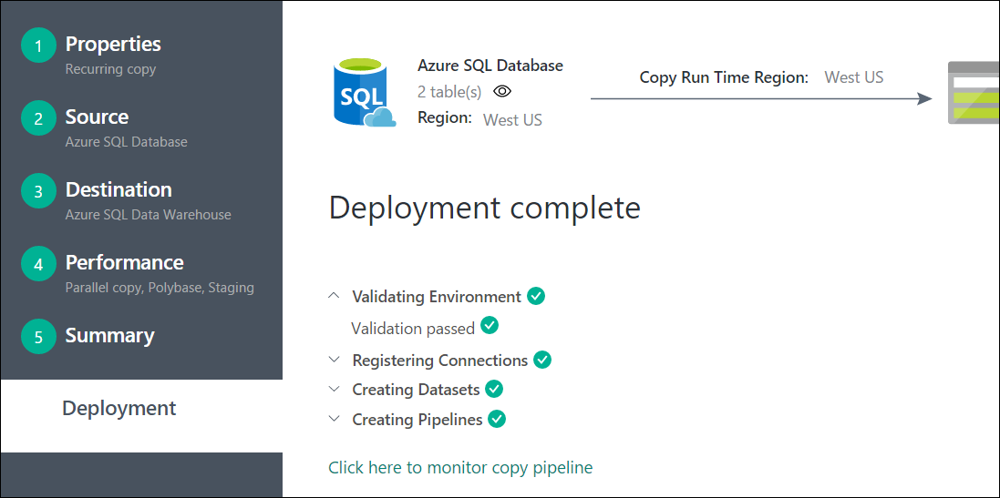 1
Properties
Recurring copy
2
Source
Azure SQL Database
3
Destination
Azure SQL Data Warehouse
4
Performance
Parallel copy, Polybase, Staging
5
Summary
Deployment
SQL
Azure SQL Database
2 table(s)
Region: West US
Copy Run Time Region: West US
Deployment complete
Validating Environment
Validation passed
Registering Connections
Creating Datasets
Creating Pipelines
Click here to monitor copy pipeline